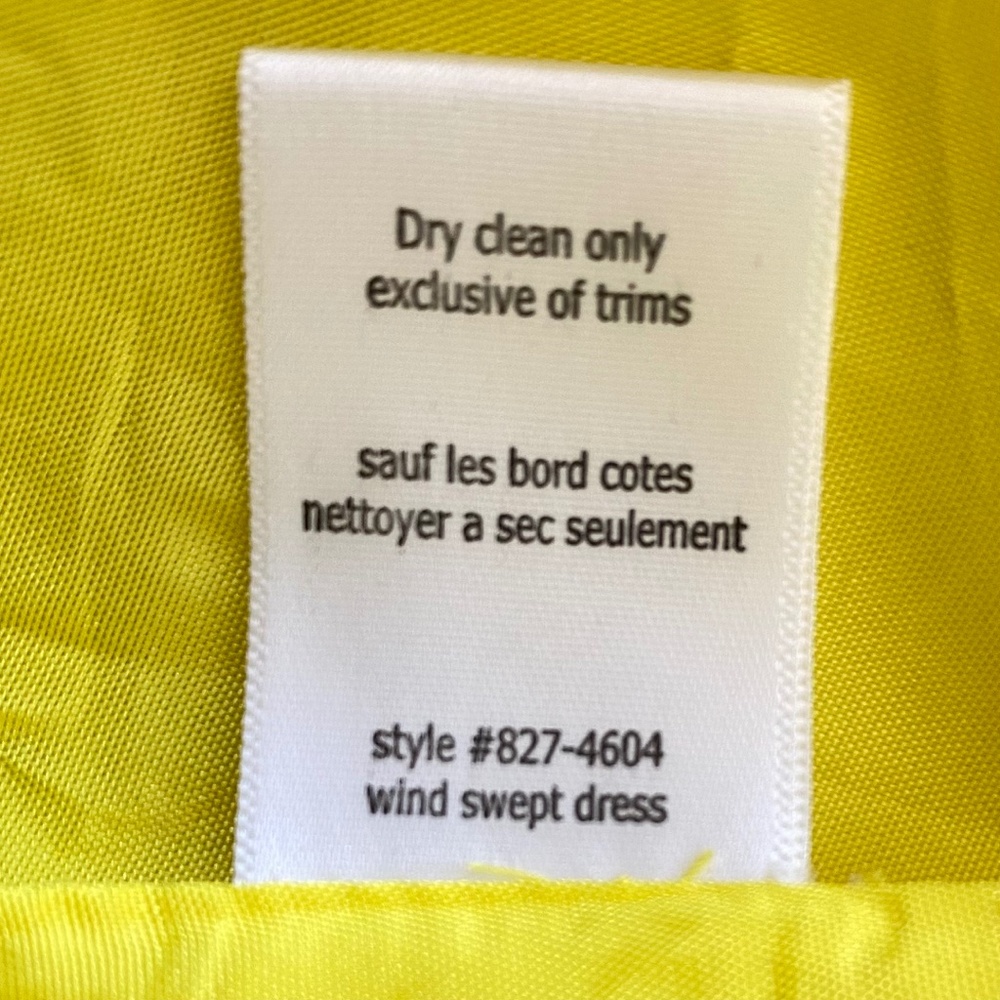 Dry clean only
exclusive of trims
sauf les bord cotes
nettoyer a sec seulement
style #827-4604
wind swept dress